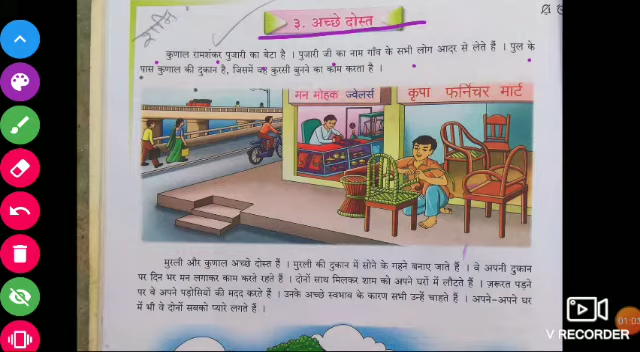 ३. अच्छे दोस्त
कुणाल रामशंकर पुजारी का बेटा है । पुजारी जी का नाम गाँव के सभी लोग आदर से लेते हैं । पुल के
पास कुणाल की दुकान है, जिसमें वह कुरसी बुनने का काम करता है ।
मन मोहक ज्वेलर्स
कृपा फर्निचर मार्ट
मुरली और कुणाल अच्छे दोस्त हैं । मुरली की दुकान में सोने के गहने बनाए जाते हैं । वे अपनी दुकान
पर दिन भर मन लगाकर काम करते रहते हैं । दोनों साथ मिलकर शाम को अपने घरों में लौटते हैं । ज़रूरत पड़ने
पर वे अपने पड़ोसियों की मदद करते हैं । उनके अच्छे स्वभाव के कारण सभी उन्हें चाहते हैं । अपने-अपने घर
में भी वे दोनों सबको प्यारे लगते हैं ।
01:03
V RECORDER